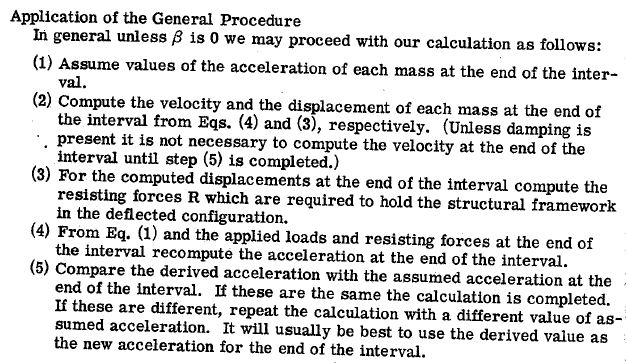 Application of the General Procedure
In general unless β is 0 we may proceed with our calculation as follows:
(1) Assume values of the acceleration of each mass at the end of the inter-
val.
(2) Compute the velocity and the displacement of each mass at the end of
the interval from Eqs. (4) and (3), respectively. (Unless damping is
present it is not necessary to compute the velocity at the end of the
interval until step (5) is completed.)
(3) For the computed displacements at the end of the interval compute the
resisting forces R which are required to hold the structural framework
in the deflected configuration.
(4) From Eq. (1) and the applied loads and resisting forces at the end of
the interval recompute the acceleration at the end of the interval.
(5) Compare the derived acceleration with the assumed acceleration at the
end of the interval. If these are the same the calculation is completed.
If these are different, repeat the calculation with a different value of as-
sumed acceleration. It will usually be best to use the derived value as
the new acceleration for the end of the interval.